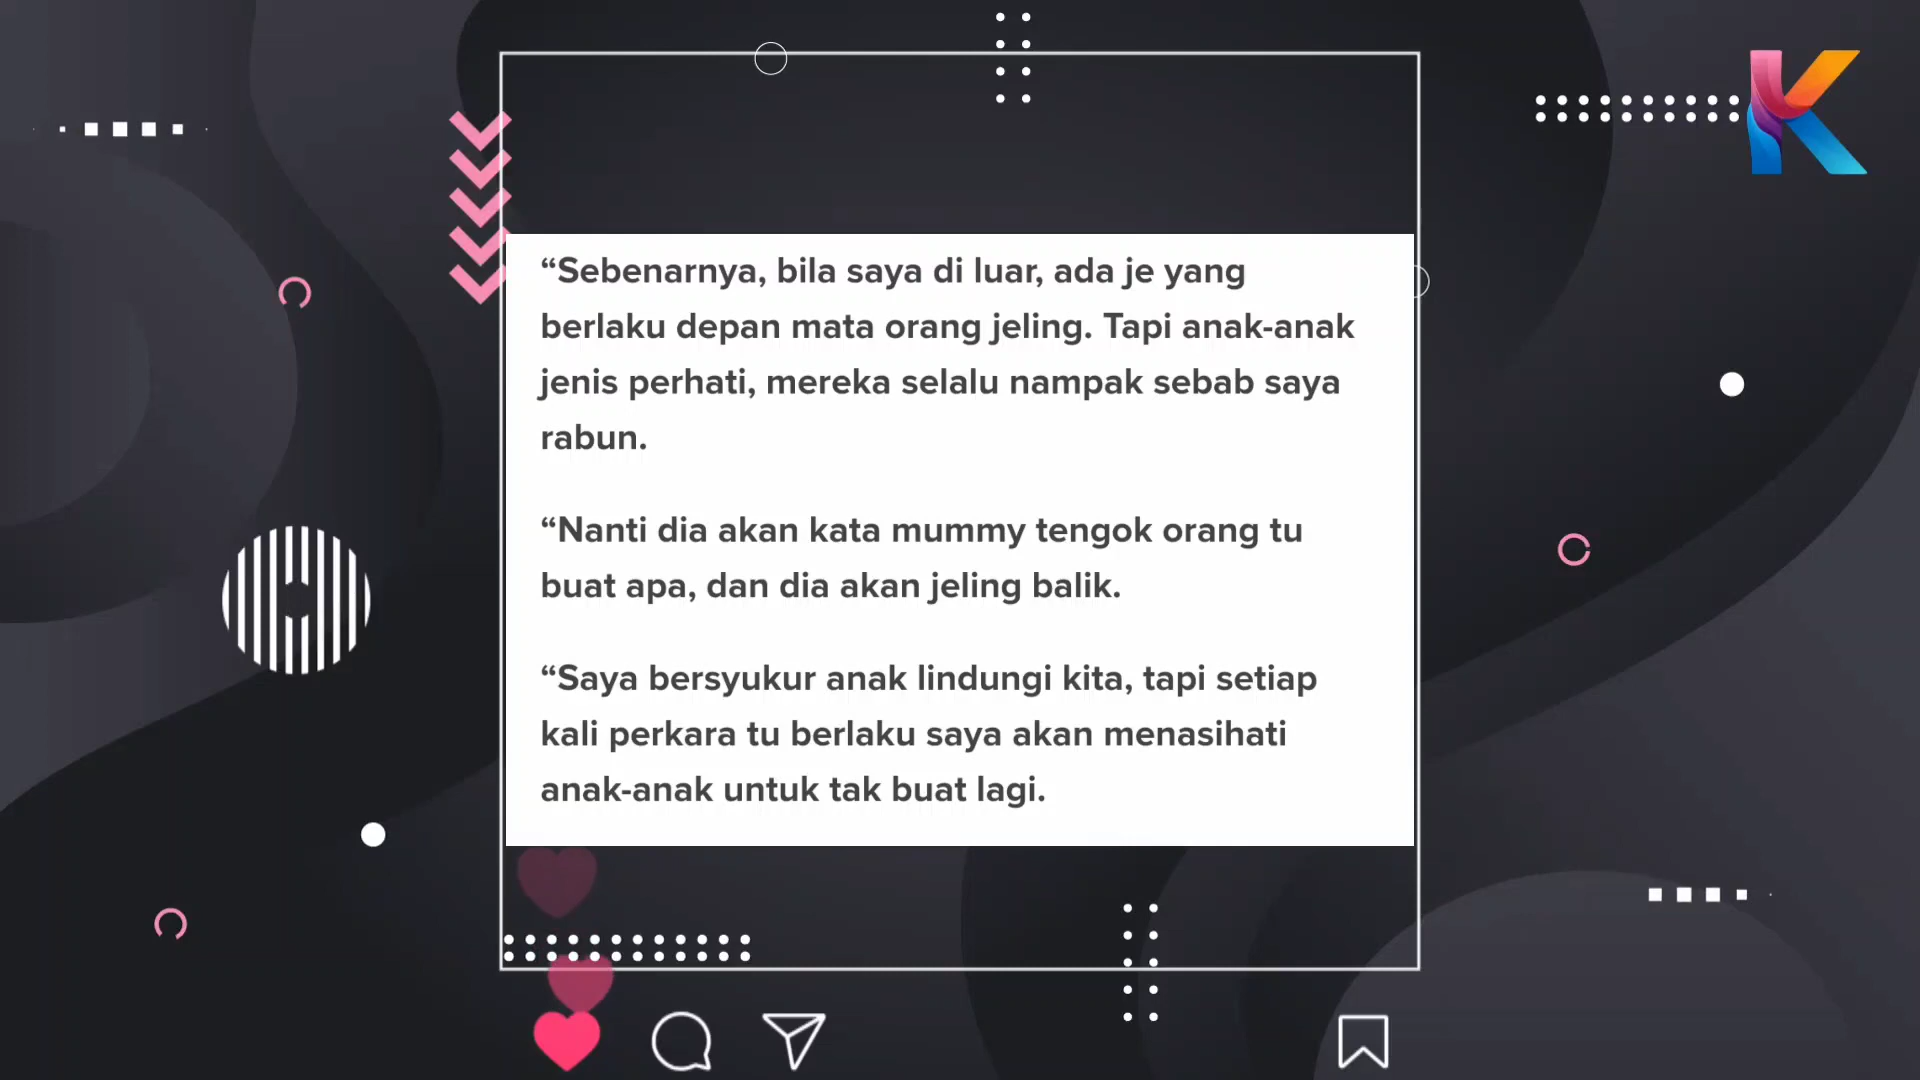 “Sebenarnya, bila saya di luar, ada je yang
berlaku depan mata orang jeling. Tapi anak-anak
jenis perhati, mereka selalu nampak sebab saya
rabun.
“Nanti dia akan kata mummy tengok orang tu
buat apa, dan dia akan jeling balik.
“Saya bersyukur anak lindungi kita, tapi setiap
kali perkara tu berlaku saya akan menasihati
anak-anak untuk tak buat lagi.
K